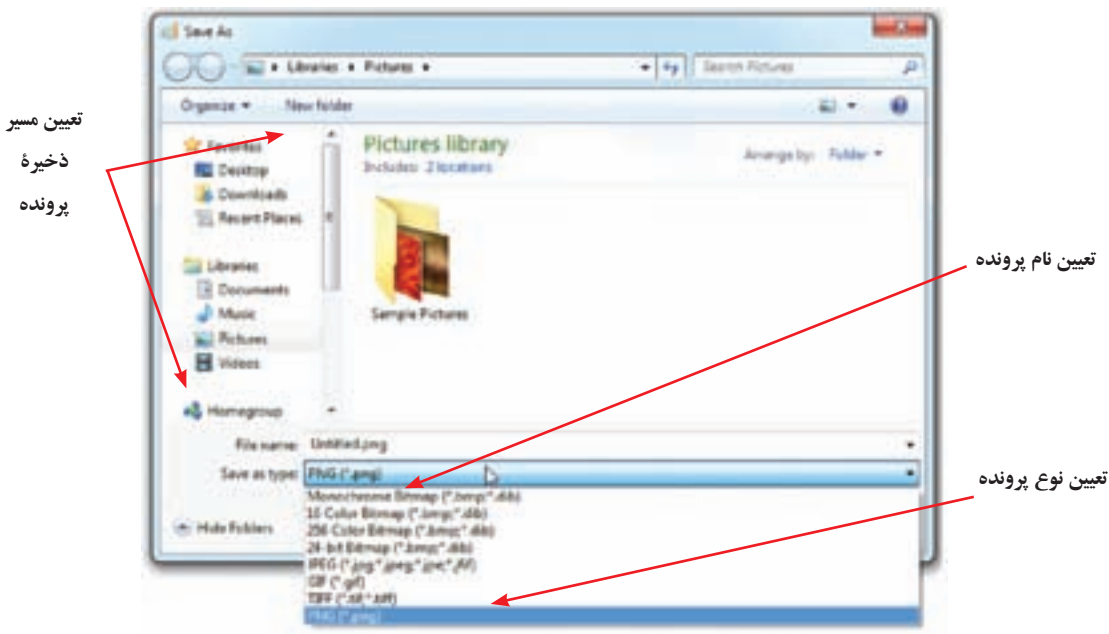 Save As
Libraries
Pictures
Search Pictures
Organize
New folder
تعیین مسیر
ذخیرهٔ
پرونده
Favorites
Desktop
Downloads
Recent Places
Libraries
Documents
Music
Pictures
Videos
Homegroup
Pictures library
Includes: 2 locations
Arrange by: Folder
Sample Pictures
تعیین نام پرونده
File name: Untitled.png
Save as type: PNG (*.png)
تعیین نوع پرونده
Monochrome Bitmap (*.bmp;*.dib)
16 Color Bitmap (*.bmp;*.dib)
256 Color Bitmap (*.bmp;*.dib)
24-bit Bitmap (*.bmp;*.dib)
JPEG (*.jpg;*.jpeg;*.jpe;*.jfif)
GIF (*.gif)
TIFF (*.tif;*.tiff)
PNG (*.png)
Hide Folders